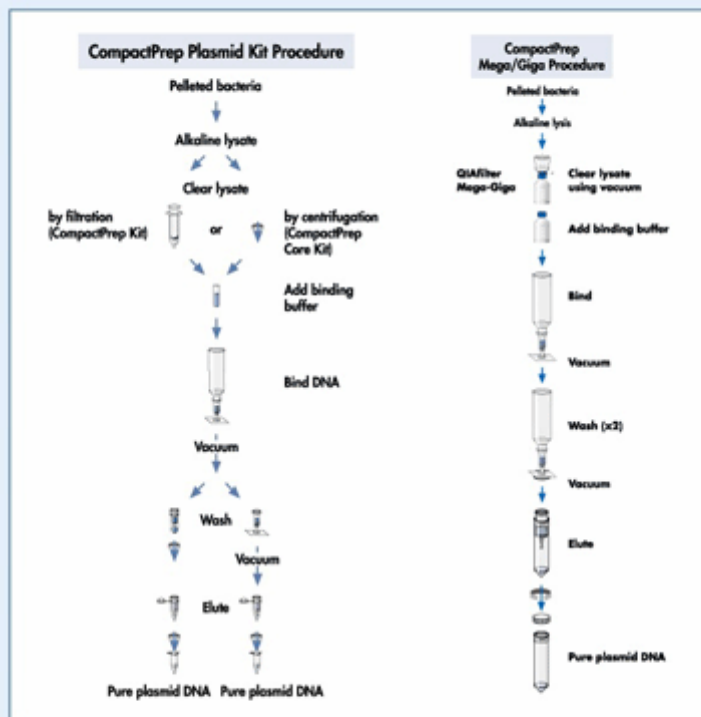 CompactPrep Plasmid Kit Procedure
Pelleted bacteria
Alkaline lysate
Clear lysate
by filtration
(CompactPrep Kit)
or
by centrifugation
(CompactPrep
Core Kit)
Add binding
buffer
Bind DNA
Vacuum
Wash
Vacuum
Elute
Pure plasmid DNA
Pure plasmid DNA
CompactPrep
Mega/Giga Procedure
Pelleted bacteria
Alkaline lysis
QIAfilter
Mega-Giga
Clear lysate
using vacuum
Add binding buffer
Bind
Vacuum
Wash (x2)
Vacuum
Elute
Pure plasmid DNA